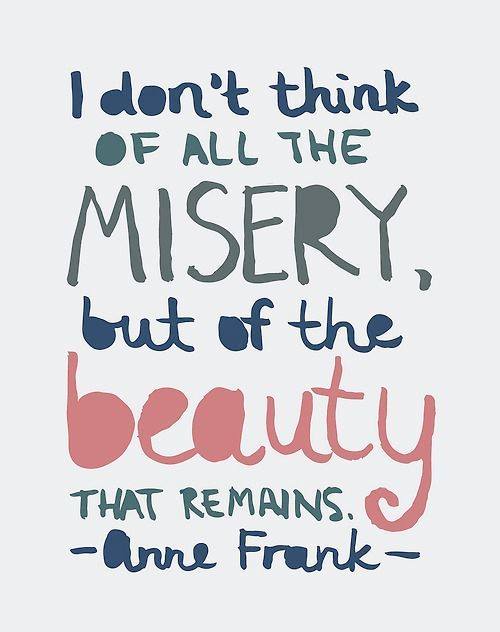 I don't think
OF ALL THE
MISERY,
but of the
beauty
THAT REMAINS.
-Anne Frank-